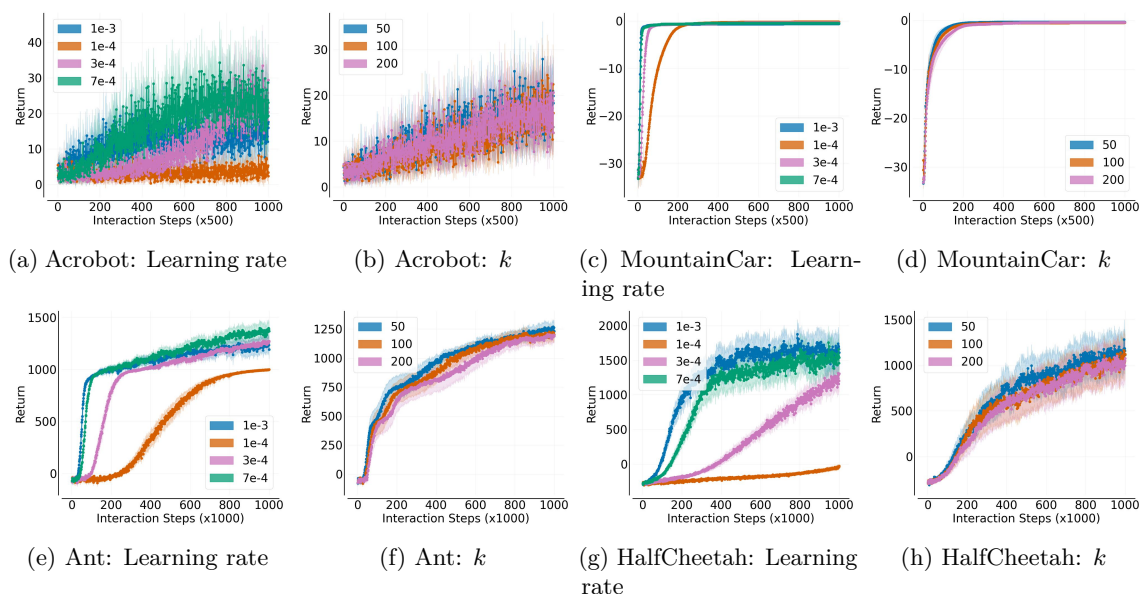 40
30
20
10
0
Return
1e-3
1e-4
3e-4
7e-4
0 200 400 600 800 1000
Interaction Steps (x500)
(a) Acrobot: Learning rate
30
20
10
0
Return
50
100
200
0 200 400 600 800 1000
Interaction Steps (x500)
(b) Acrobot: k
0
−10
−20
−30
Return
1e-3
1e-4
3e-4
7e-4
0 200 400 600 800 1000
Interaction Steps (x500)
(c) MountainCar: Learn-
ing rate
0
−10
−20
−30
Return
50
100
200
0 200 400 600 800 1000
Interaction Steps (x500)
(d) MountainCar: k
1500
1000
500
0
Return
1e-3
1e-4
3e-4
7e-4
0 200 400 600 800 1000
Interaction Steps (x1000)
(e) Ant: Learning rate
1250
1000
750
500
250
0
Return
50
100
200
0 200 400 600 800 1000
Interaction Steps (x1000)
(f) Ant: k
2000
1500
1000
500
0
Return
1e-3
1e-4
3e-4
7e-4
0 200 400 600 800 1000
Interaction Steps (x1000)
(g) HalfCheetah: Learning
rate
1500
1000
500
0
Return
50
100
200
0 200 400 600 800 1000
Interaction Steps (x1000)
(h) HalfCheetah: k